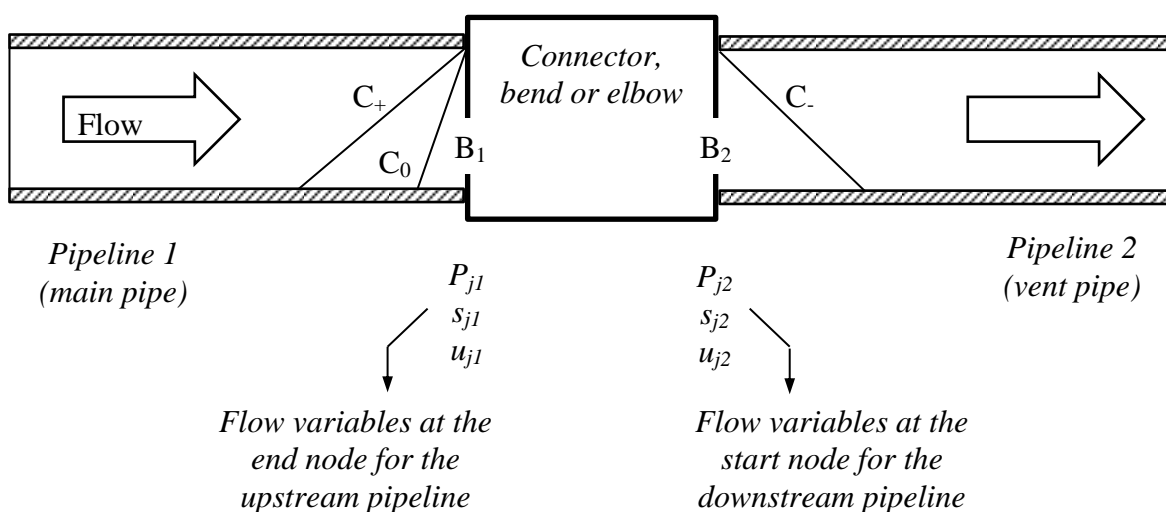 Connector,
bend or elbow
C+
C-
Flow
B1
B2
C0
Pipeline 1
(main pipe)
Pipeline 2
(vent pipe)
Pj1
sj1
uj1
Pj2
sj2
uj2
Flow variables at the
end node for the
upstream pipeline
Flow variables at the
start node for the
downstream pipeline